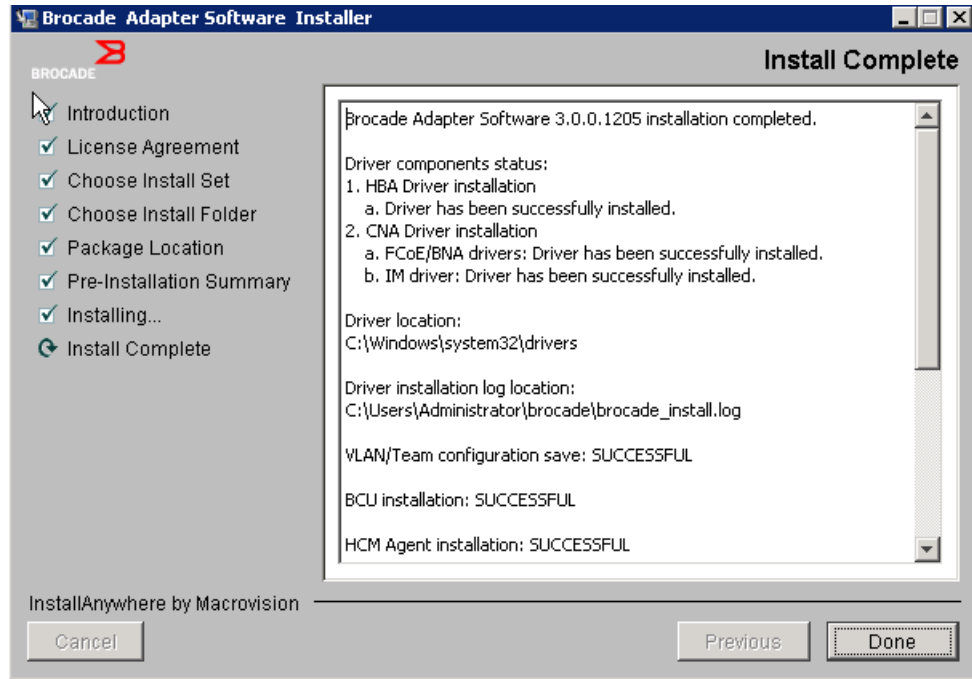 Brocade Adapter Software Installer
BROCADE
Install Complete
Introduction
License Agreement
Choose Install Set
Choose Install Folder
Package Location
Pre-Installation Summary
Installing...
Install Complete
Brocade Adapter Software 3.0.0.1205 installation completed.
Driver components status:
1. HBA Driver installation
a. Driver has been successfully installed.
2. CNA Driver installation
a. FCoE/BNA drivers: Driver has been successfully installed.
b. IM driver: Driver has been successfully installed.
Driver location:
C:\Windows\system32\drivers
Driver installation log location:
C:\Users\Administrator\brocade\brocade_install.log
VLAN/Team configuration save: SUCCESSFUL
BCU installation: SUCCESSFUL
HCM Agent installation: SUCCESSFUL
InstallAnywhere by Macrovision
Cancel
Previous
Done